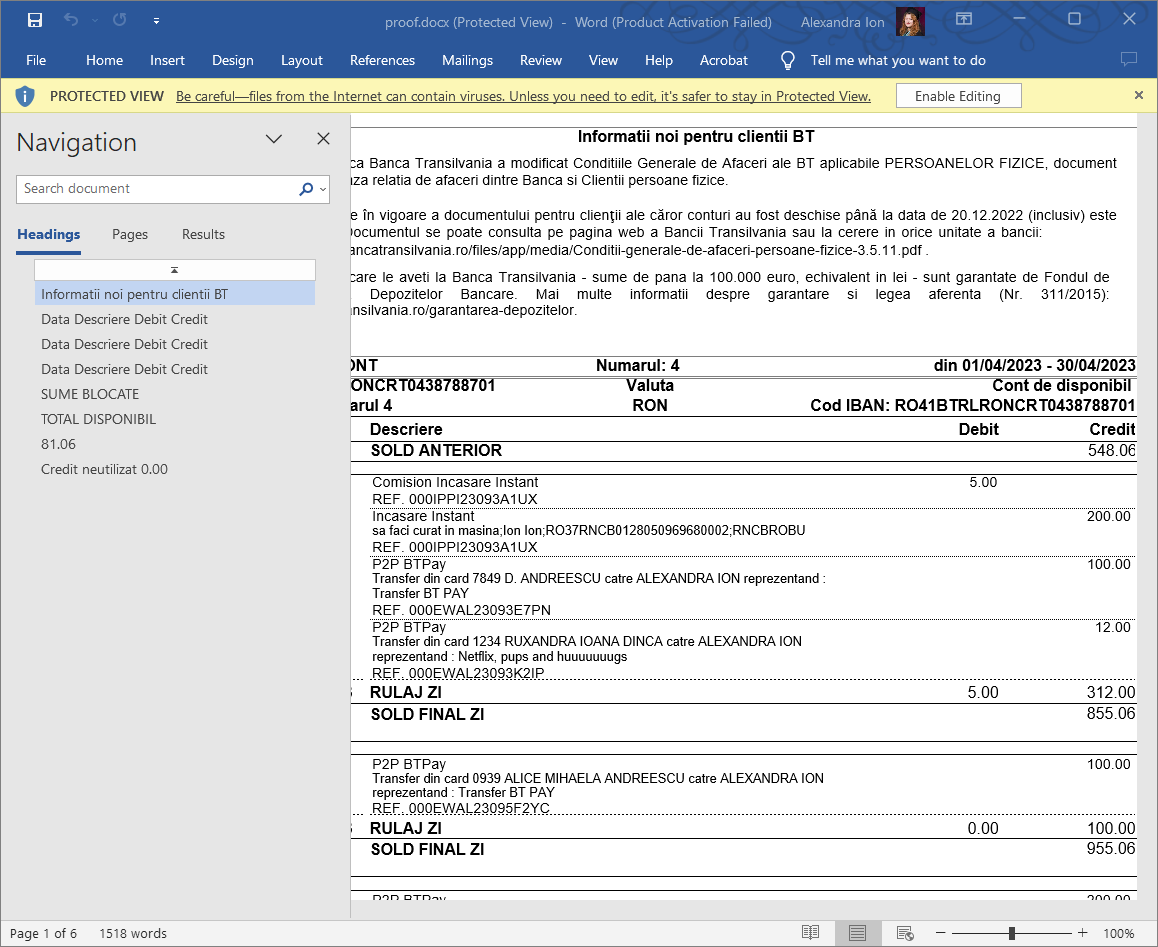 proof.docx (Protected View) - Word (Product Activation Failed)
Alexandra Ion
File Home Insert Design Layout References Mailings Review View Help Acrobat Tell me what you want to do
PROTECTED VIEW Be careful—files from the Internet can contain viruses. Unless you need to edit, it's safer to stay in Protected View. Enable Editing
Navigation
Search document
Headings Pages Results
Informatii noi pentru clientii BT
Data Descriere Debit Credit
Data Descriere Debit Credit
Data Descriere Debit Credit
SUME BLOCATE
TOTAL DISPONIBIL
81.06
Credit neutilizat 0.00
Informatii noi pentru clientii BT
ca Banca Transilvania a modificat Conditiile Generale de Afaceri ale BT aplicabile PERSOANELOR FIZICE, document
aza relatia de afaceri dintre Banca si Clientii persoane fizice.
e în vigoare a documentului pentru clienţii ale căror conturi au fost deschise până la data de 20.12.2022 (inclusiv) este
Documentul se poate consulta pe pagina web a Bancii Transilvania sau la cerere in orice unitate a bancii:
ancatransilvania.ro/files/app/media/Conditii-generale-de-afaceri-persoane-fizice-3.5.11.pdf .
care le aveti la Banca Transilvania - sume de pana la 100.000 euro, echivalent in lei - sunt garantate de Fondul de
Depozitelor Bancare. Mai multe informatii despre garantare si legea aferenta (Nr. 311/2015):
nsilvania.ro/garantarea-depozitelor.
ONT Numarul: 4 din 01/04/2023 - 30/04/2023
ONCRT0438788701 Valuta Cont de disponibil
arul 4 RON Cod IBAN: RO41BTRLRONCRT0438788701
Descriere Debit Credit
SOLD ANTERIOR 548.06
Comision Incasare Instant 5.00
REF. 000IPPI23093A1UX
Incasare Instant 200.00
sa faci curat in masina;Ion Ion;RO37RNCB0128050969680002;RNCBROBU
REF. 000IPPI23093A1UX
P2P BTPay 100.00
Transfer din card 7849 D. ANDREESCU catre ALEXANDRA ION reprezentand :
Transfer BT PAY
REF. 000EWAL23093E7PN
P2P BTPay 12.00
Transfer din card 1234 RUXANDRA IOANA DINCA catre ALEXANDRA ION
reprezentand : Netflix, pups and huuuuuuugs
REF. 000EWAL23093K2IP
RULAJ ZI 5.00 312.00
SOLD FINAL ZI 855.06
P2P BTPay 100.00
Transfer din card 0939 ALICE MIHAELA ANDREESCU catre ALEXANDRA ION
reprezentand : Transfer BT PAY
REF. 000EWAL23095F2YC
RULAJ ZI 0.00 100.00
SOLD FINAL ZI 955.06
P2P BTPay 200.00
Page 1 of 6 1518 words 100%